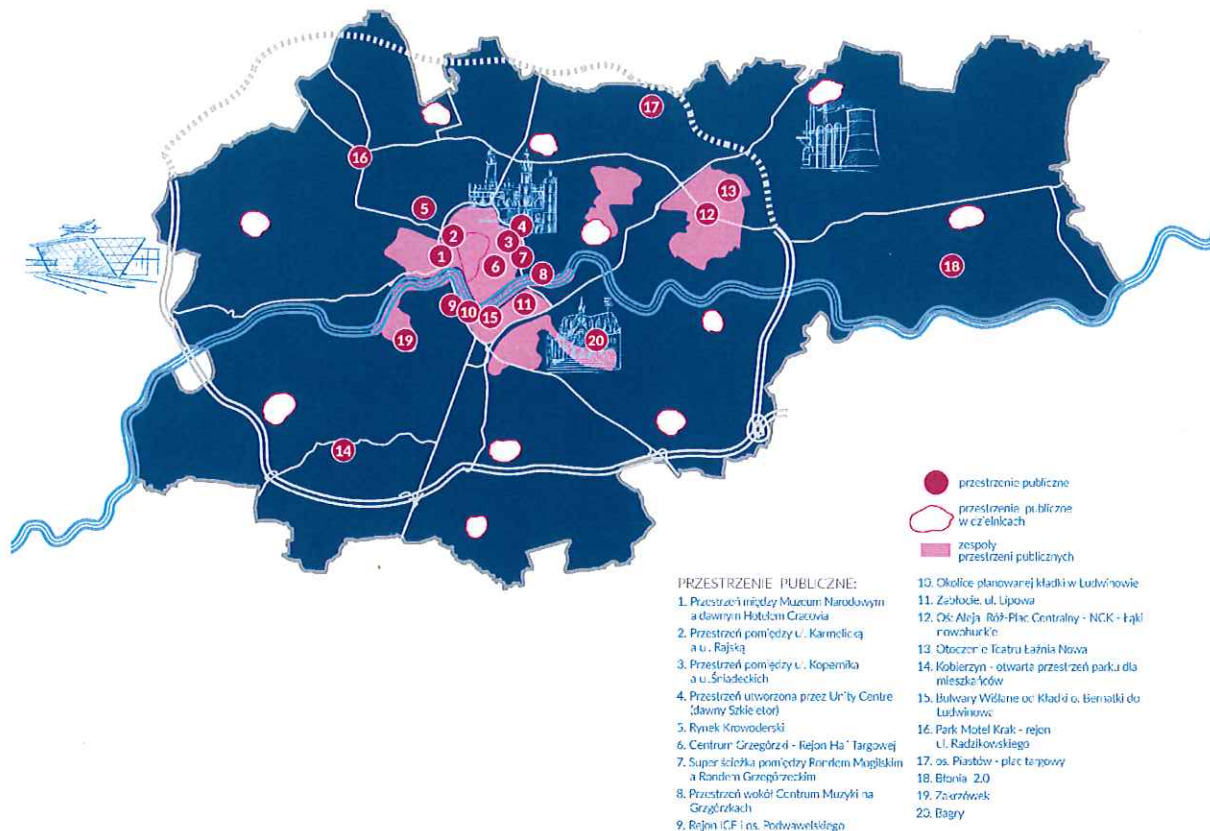 17
16
13
5
12
4
2
3
1
7
6
18
8
9
10
11
15
20
19
14
przestrzenie publiczne
przestrzenie publiczne
w dzielnicach
zespoły
przestrzeni publicznych
PRZESTRZENIE PUBLICZNE:
1. Przestrzeń między Muzeum Narodowym
a dawnym Hotelem Cracovia
2. Przestrzeń pomiędzy ul. Karmelicką
a ul. Rajską
3. Przestrzeń pomiędzy ul. Kopernika
a ul. Śniadeckich
4. Przestrzeń utworzona przez Unity Centre
(dawny Szkieletor)
5. Rynek Krowoderski
6. Centrum Grzegórzki - Rejon Hal Targowej
7. Super ścieżka pomiędzy Rondem Mogilskim
a Rondem Grzegórzeckim
8. Przestrzeń wokół Centrum Muzyki na
Grzgórzkach
9. Rejon ICE i os. Podwawelskiego
10. Okolice planowanej kładki w Ludwinowie
11. Zabłocie, ul. Lipowa
12. Oś: Aleja Róż-Plac Centralny - NCK - Łąki
nowohuckie
13. Otoczenie Teatru Łaźnia Nowa
14. Kobierzyn - otwarta przestrzeń parku dla
mieszkańców
15. Bulwary Wiślane od Kładki o. Bernatki do
Ludwinowa
16. Park Motel Krak - rejon
ul. Radzikowskiego
17. os. Piastów - plac targowy
18. Błonia 2.0
19. Zakrzówek
20. Bagry